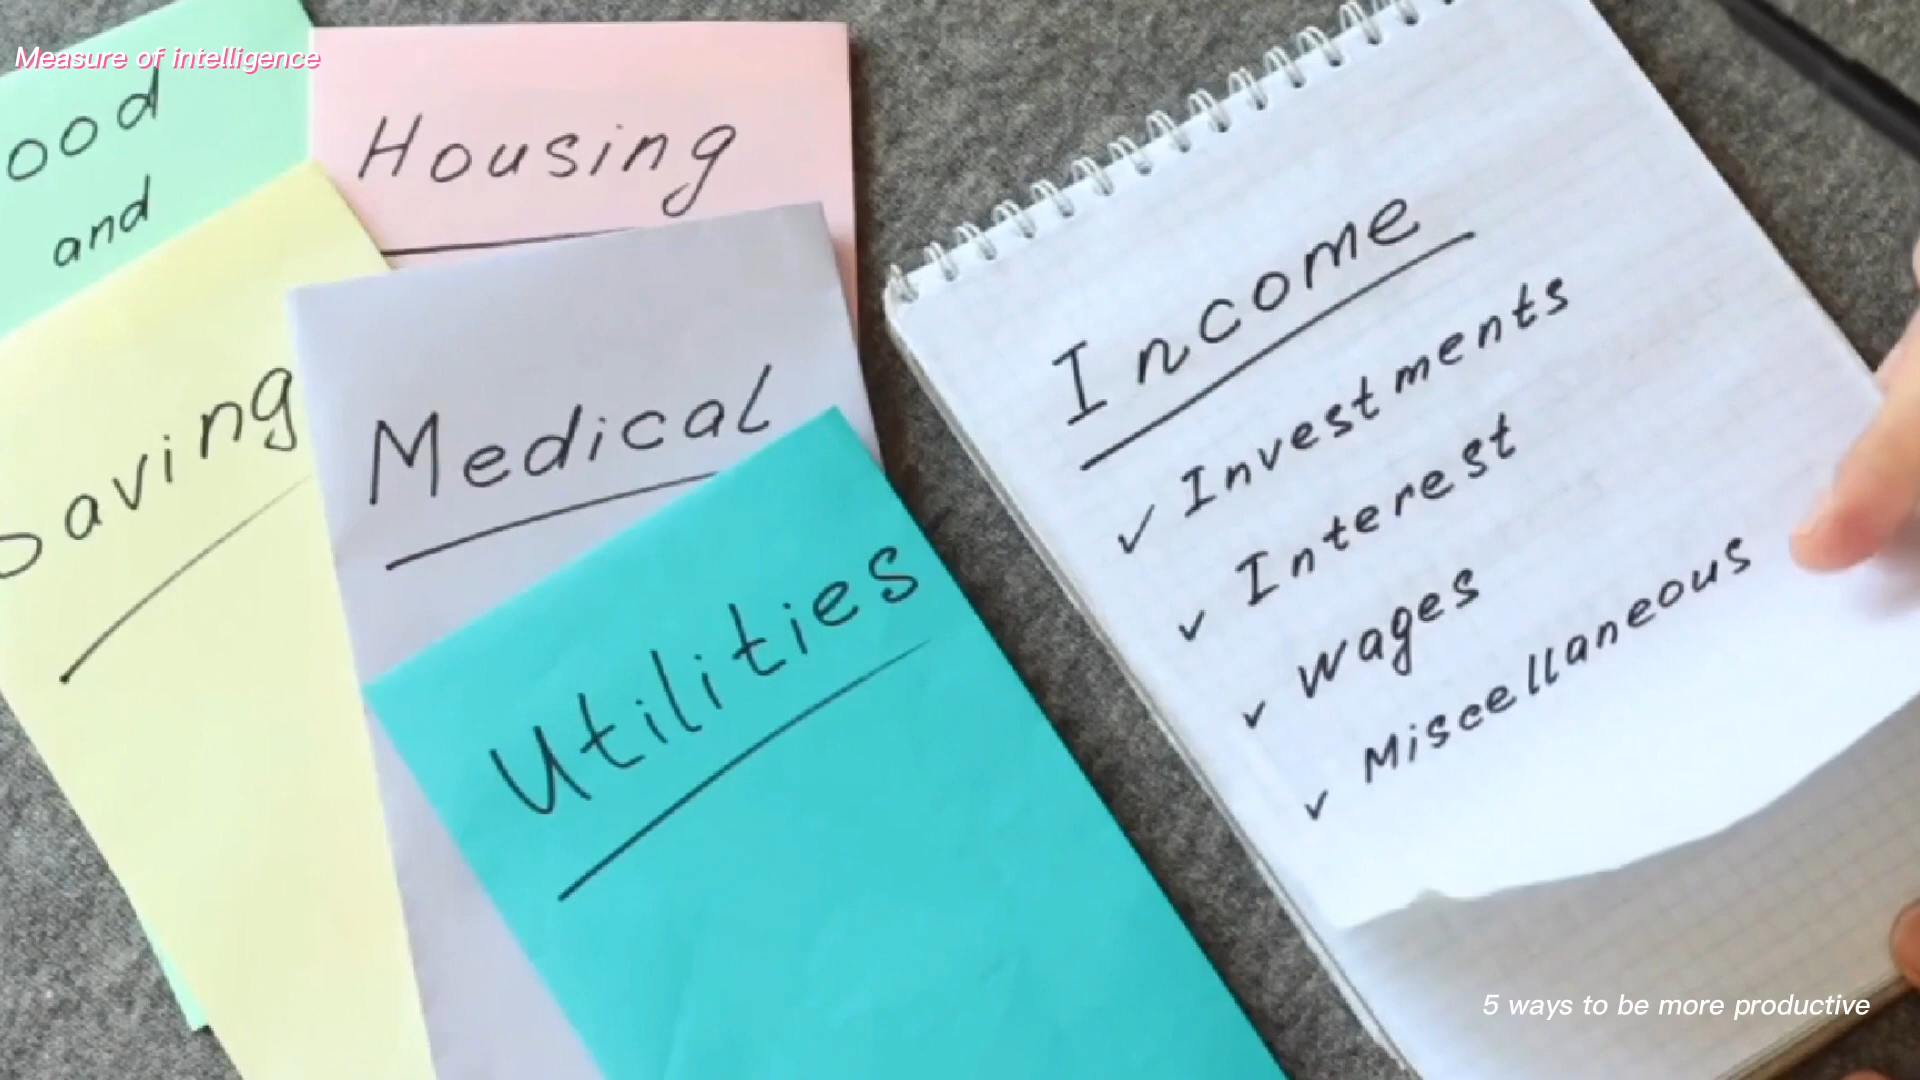 Measure of intelligence
ood
and
Housing
Saving
Medical
Utilities
Income
✓ Investments
✓ Interest
✓ Wages
✓ Miscellaneous
5 ways to be more productive